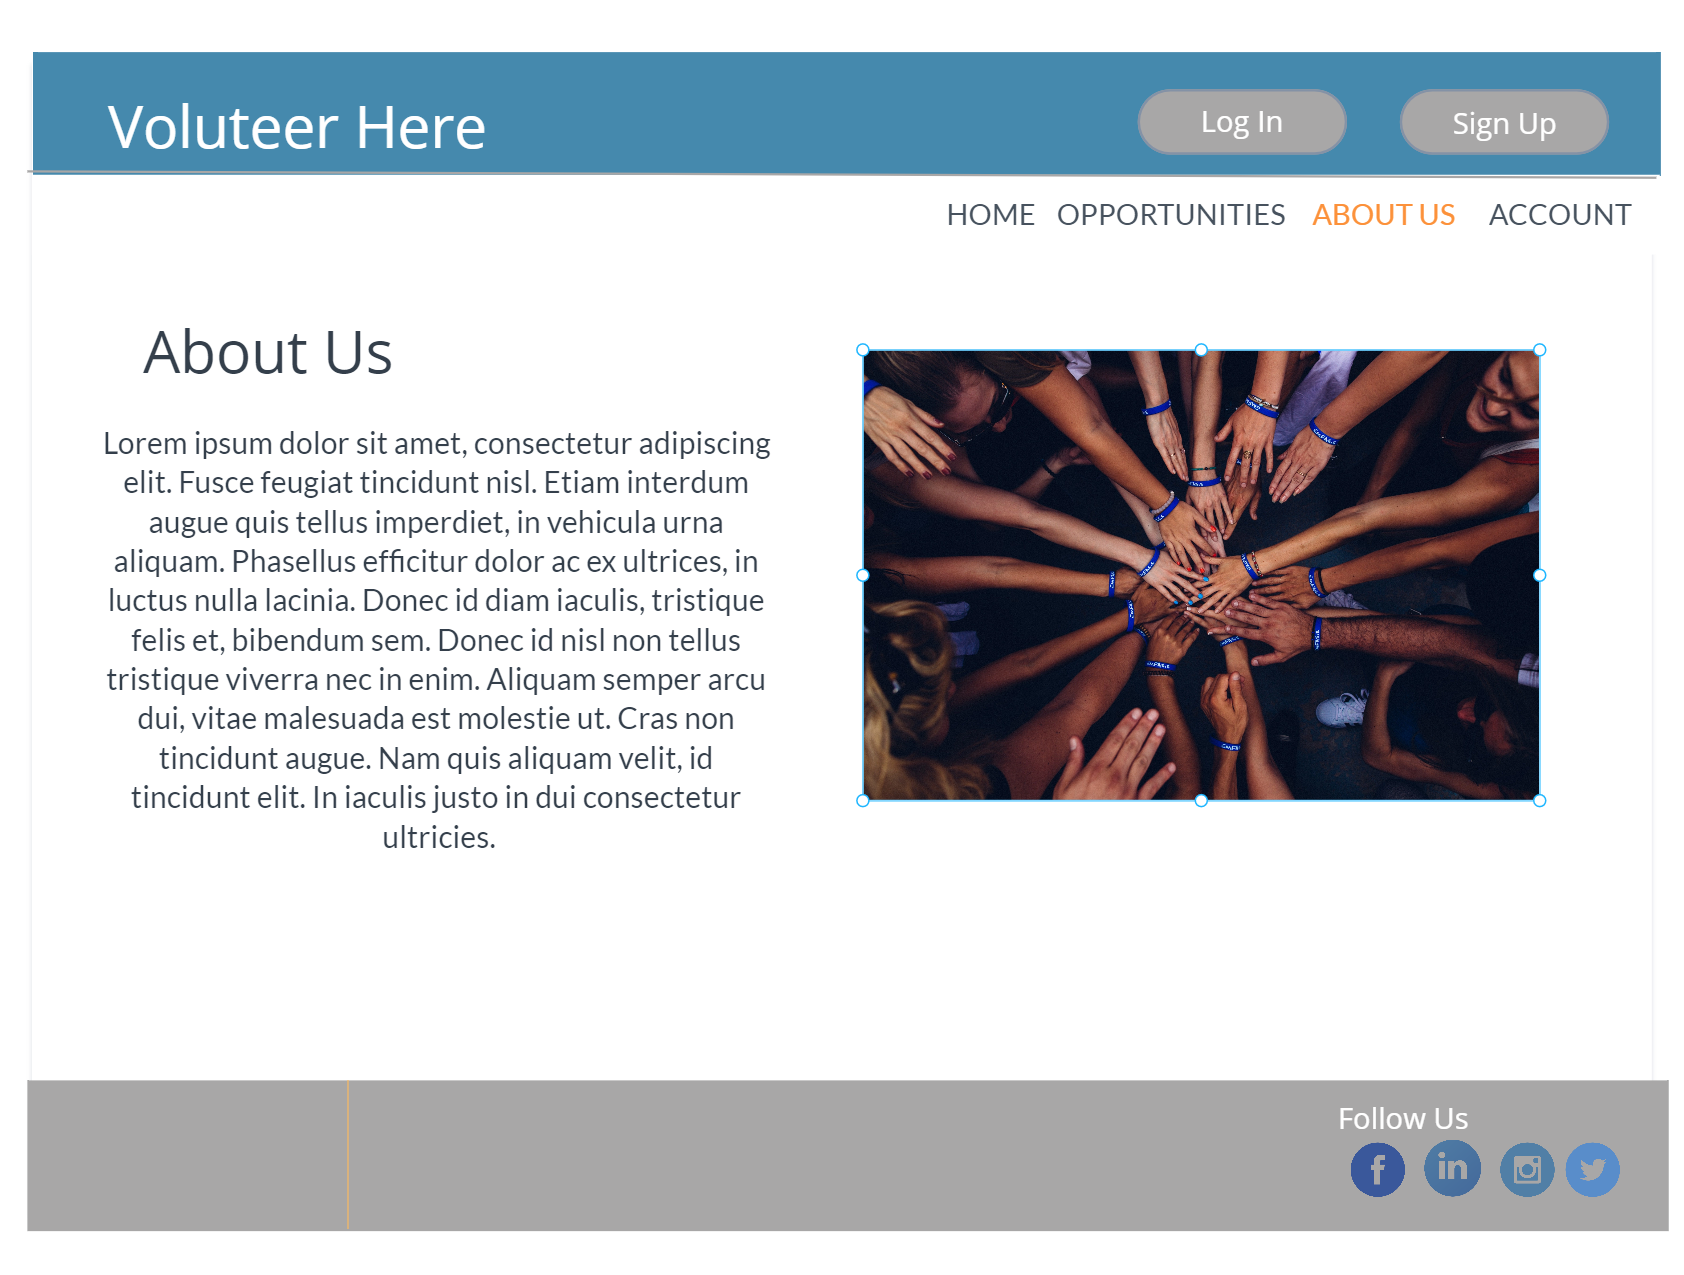 Voluteer Here
Log In
Sign Up
HOME OPPORTUNITIES ABOUT US ACCOUNT
About Us
Lorem ipsum dolor sit amet, consectetur adipiscing
elit. Fusce feugiat tincidunt nisl. Etiam interdum
augue quis tellus imperdiet, in vehicula urna
aliquam. Phasellus efficitur dolor ac ex ultrices, in
luctus nulla lacinia. Donec id diam iaculis, tristique
felis et, bibendum sem. Donec id nisl non tellus
tristique viverra nec in enim. Aliquam semper arcu
dui, vitae malesuada est molestie ut. Cras non
tincidunt augue. Nam quis aliquam velit, id
tincidunt elit. In iaculis justo in dui consectetur
ultricies.
Follow Us
f
in